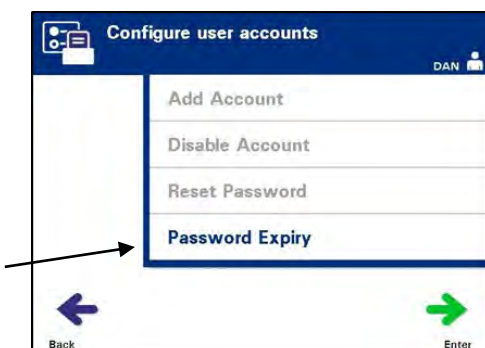 Configure user accounts
DAN
Add Account
Disable Account
Reset Password
Password Expiry
Back
Enter